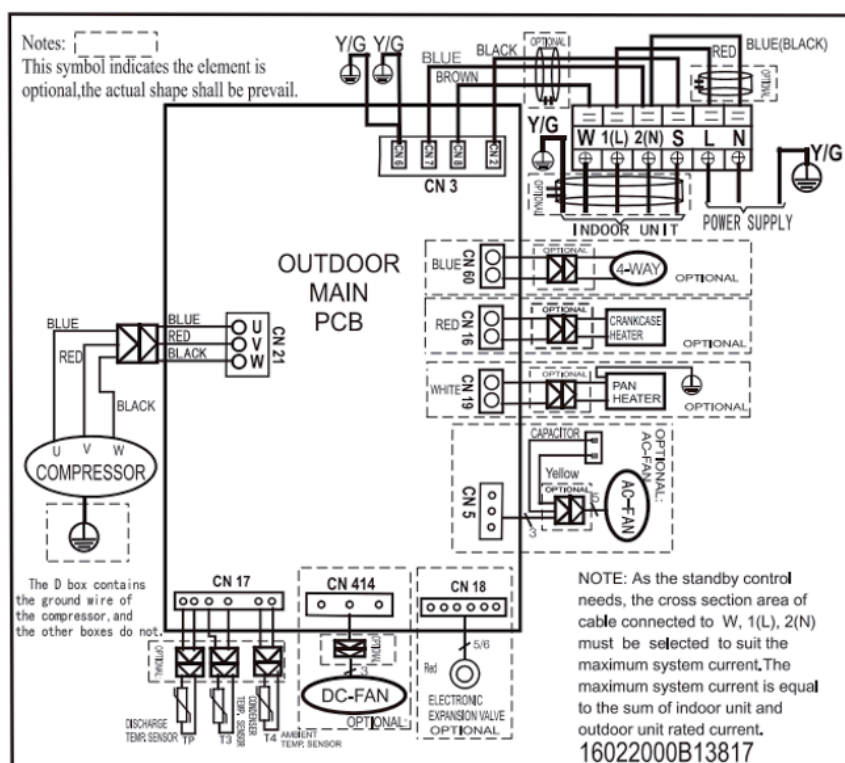 Notes:
This symbol indicates the element is
optional,the actual shape shall be prevail.
Y/G Y/G
BLUE
BLACK
BROWN
OPTIONAL
RED
BLUE(BLACK)
OPTIONAL
CN 6 CN 7 CN 8 CN 2
CN 3
W 1(L) 2(N) S L N
Y/G
Y/G
OPTIONAL
INDOOR UNIT
POWER SUPPLY
OUTDOOR
MAIN
PCB
BLUE
CN 60
OPTIONAL
4-WAY
OPTIONAL
RED
CN 16
OPTIONAL
CRANKCASE
HEATER
OPTIONAL
WHITE
CN 19
OPTIONAL
PAN
HEATER
OPTIONAL
BLUE
RED
BLACK
U
V
W
CN 21
BLUE
RED
BLACK
U V W
COMPRESSOR
The D box contains
the ground wire of
the compressor,and
the other boxes do not.
CAPACITOR
OPTIONAL:
AC-FAN
Yellow
OPTIONAL
CN 5
3
5
AC-FAN
CN 17
OPTIONAL
DISCHARGE
TEMP. SENSOR
TP
T3
CONDENSER
TEMP. SENSOR
T4
AMBIENT
TEMP. SENSOR
CN 414
OPTIONAL
3
DC-FAN
OPTIONAL:
CN 18
5/6
Red
ELECTRONIC
EXPANSION VALVE
OPTIONAL
NOTE: As the standby control
needs, the cross section area of
cable connected to W, 1(L), 2(N)
must be selected to suit the
maximum system current.The
maximum system current is equal
to the sum of indoor unit and
outdoor unit rated current.
16022000B13817